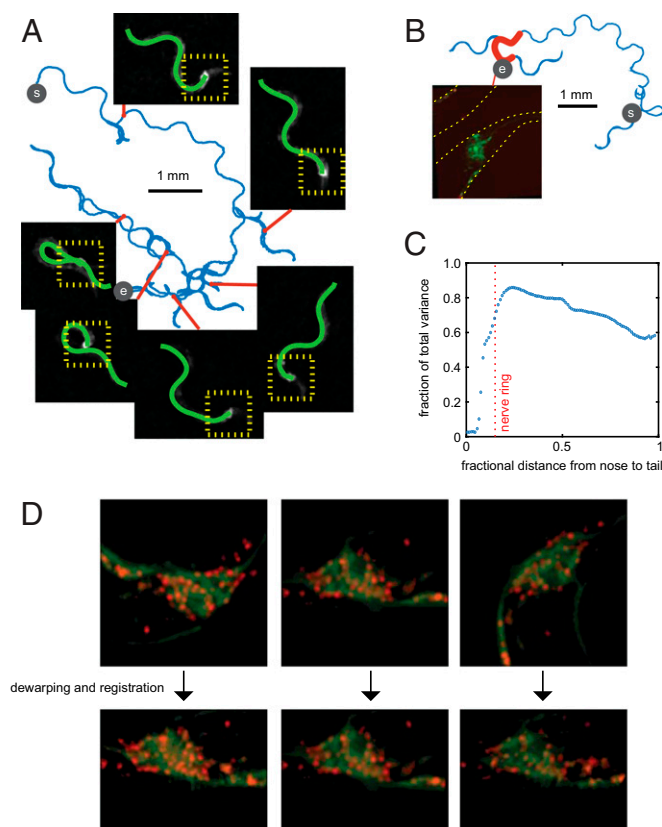 A
s
1 mm
e
B
e
1 mm
s
C
1.0
0.8
0.6
0.4
0.2
0
fraction of total variance
nerve ring
0
0.5
1
fractional distance from nose to tail
D
dewarping and registration